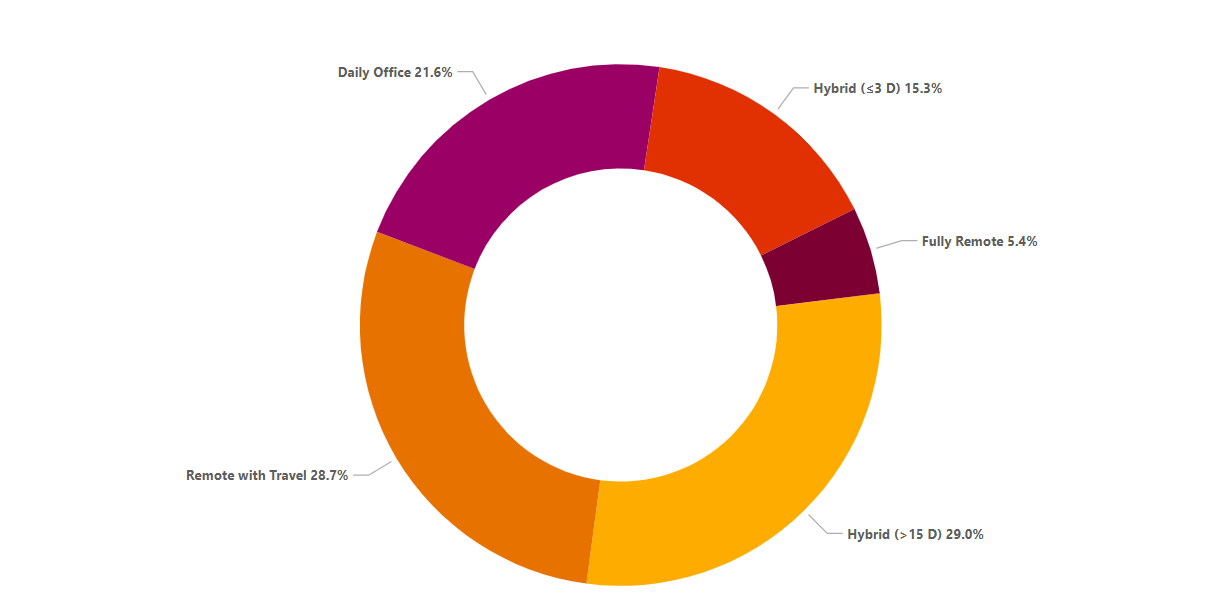 Daily Office 21.6%
Hybrid (≤3 D) 15.3%
Fully Remote 5.4%
Remote with Travel 28.7%
Hybrid (>15 D) 29.0%